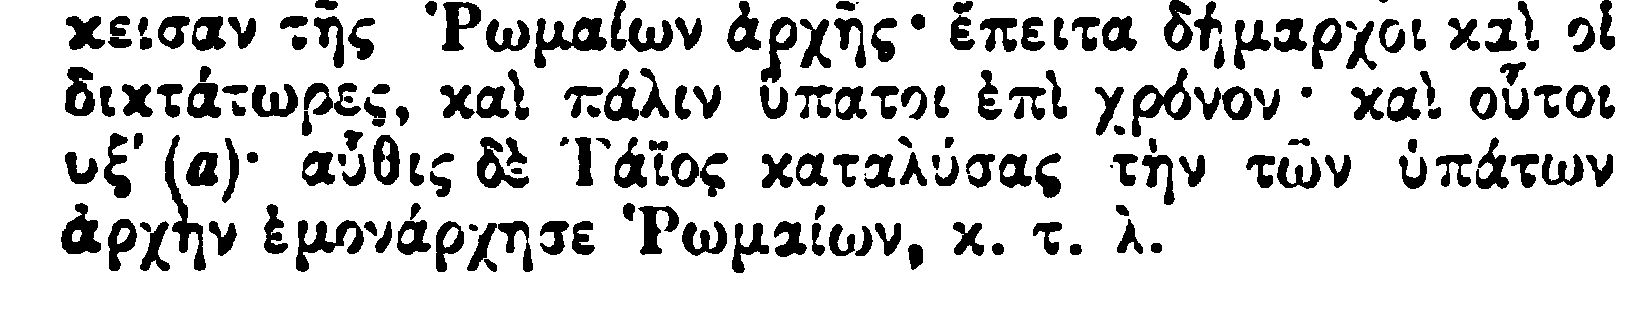 κεισαν τῆς Ῥωμαίων ἀρχῆς· ἔπειτα δήμαρχοι καὶ οἱ
δικτάτωρες, καὶ πάλιν ὕπατοι ἐπὶ χρόνον· καὶ οὗτοι
υξʹ (a)· αὖθις δὲ Γάϊος καταλύσας τὴν τῶν ὑπάτων
ἀρχὴν ἐμονάρχησε Ῥωμαίων, κ. τ. λ.